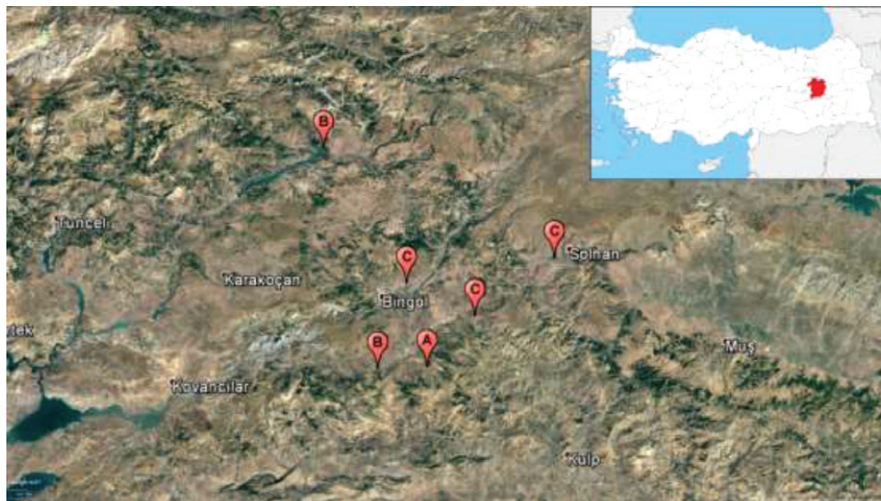 B
Tunceli
C
Solhan
C
Karakoçan
C
Bingöl
B
A
Muş
Kovancılar
Kulp